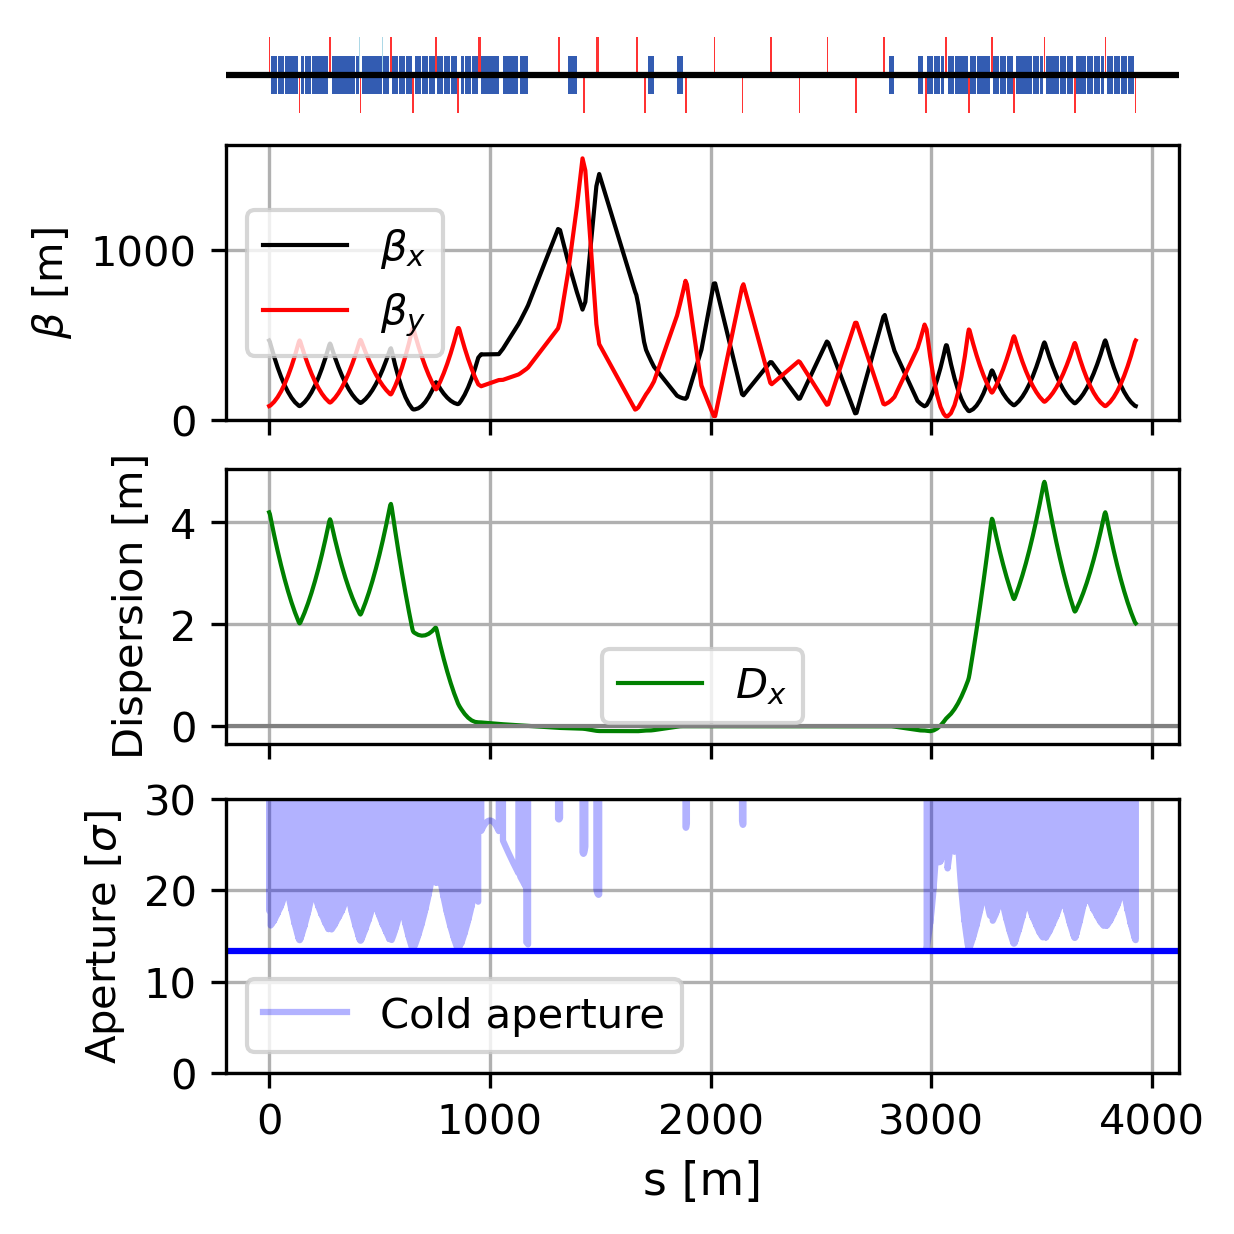 β [m]
1000
0
βx
βy
Dispersion [m]
4
2
0
Dx
Aperture [σ]
30
20
10
0
Cold aperture
0 1000 2000 3000 4000
s [m]